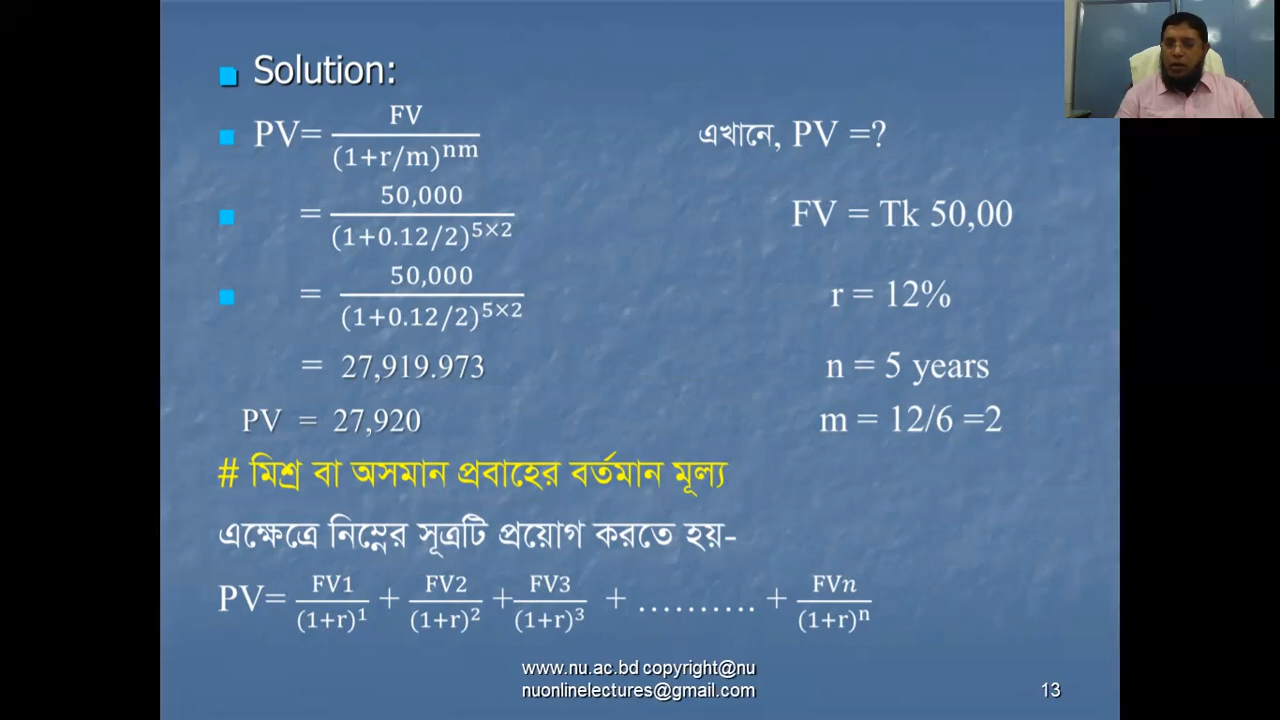 Solution:
PV= FV/(1+r/m)^nm
এখানে, PV =?
= 50,000/(1+0.12/2)^5×2
FV = Tk 50,00
= 50,000/(1+0.12/2)^5×2
r = 12%
= 27,919.973
n = 5 years
PV = 27,920
m = 12/6 =2
# মিশ্র বা অসমান প্রবাহের বর্তমান মূল্য
এক্ষেত্রে নিম্নের সূত্রটি প্রয়োগ করতে হয়-
PV= FV1/(1+r)^1 + FV2/(1+r)^2 + FV3/(1+r)^3 + ………. + FVn/(1+r)^n
www.nu.ac.bd copyright@nu
nuonlinelectures@gmail.com
13